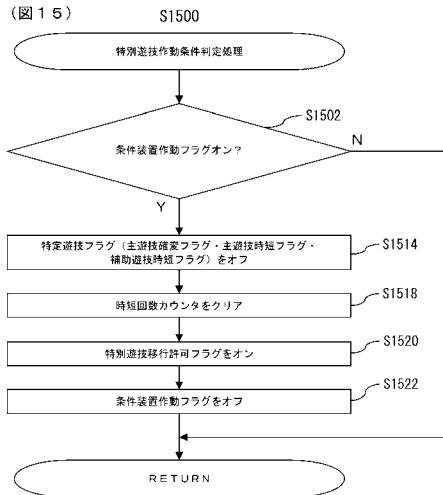 （図１５）
S1500
特別遊技作動条件判定処理
S1502
条件装置作動フラグオン？
N
Y
特定遊技フラグ（主遊技確変フラグ・主遊技時短フラグ・
補助遊技時短フラグ）をオフ
S1514
時短回数カウンタをクリア
S1518
特別遊技移行許可フラグをオン
S1520
条件装置作動フラグをオフ
S1522
ＲＥＴＵＲＮ